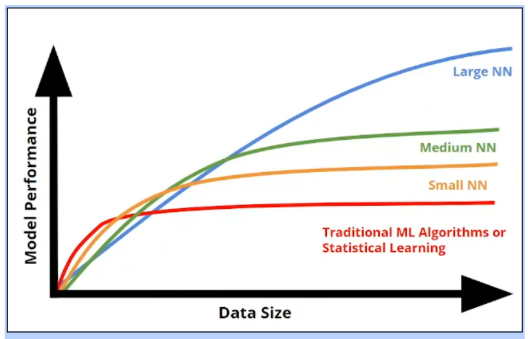 Large NN
Medium NN
Small NN
Traditional ML Algorithms or
Statistical Learning
Model Performance
Data Size